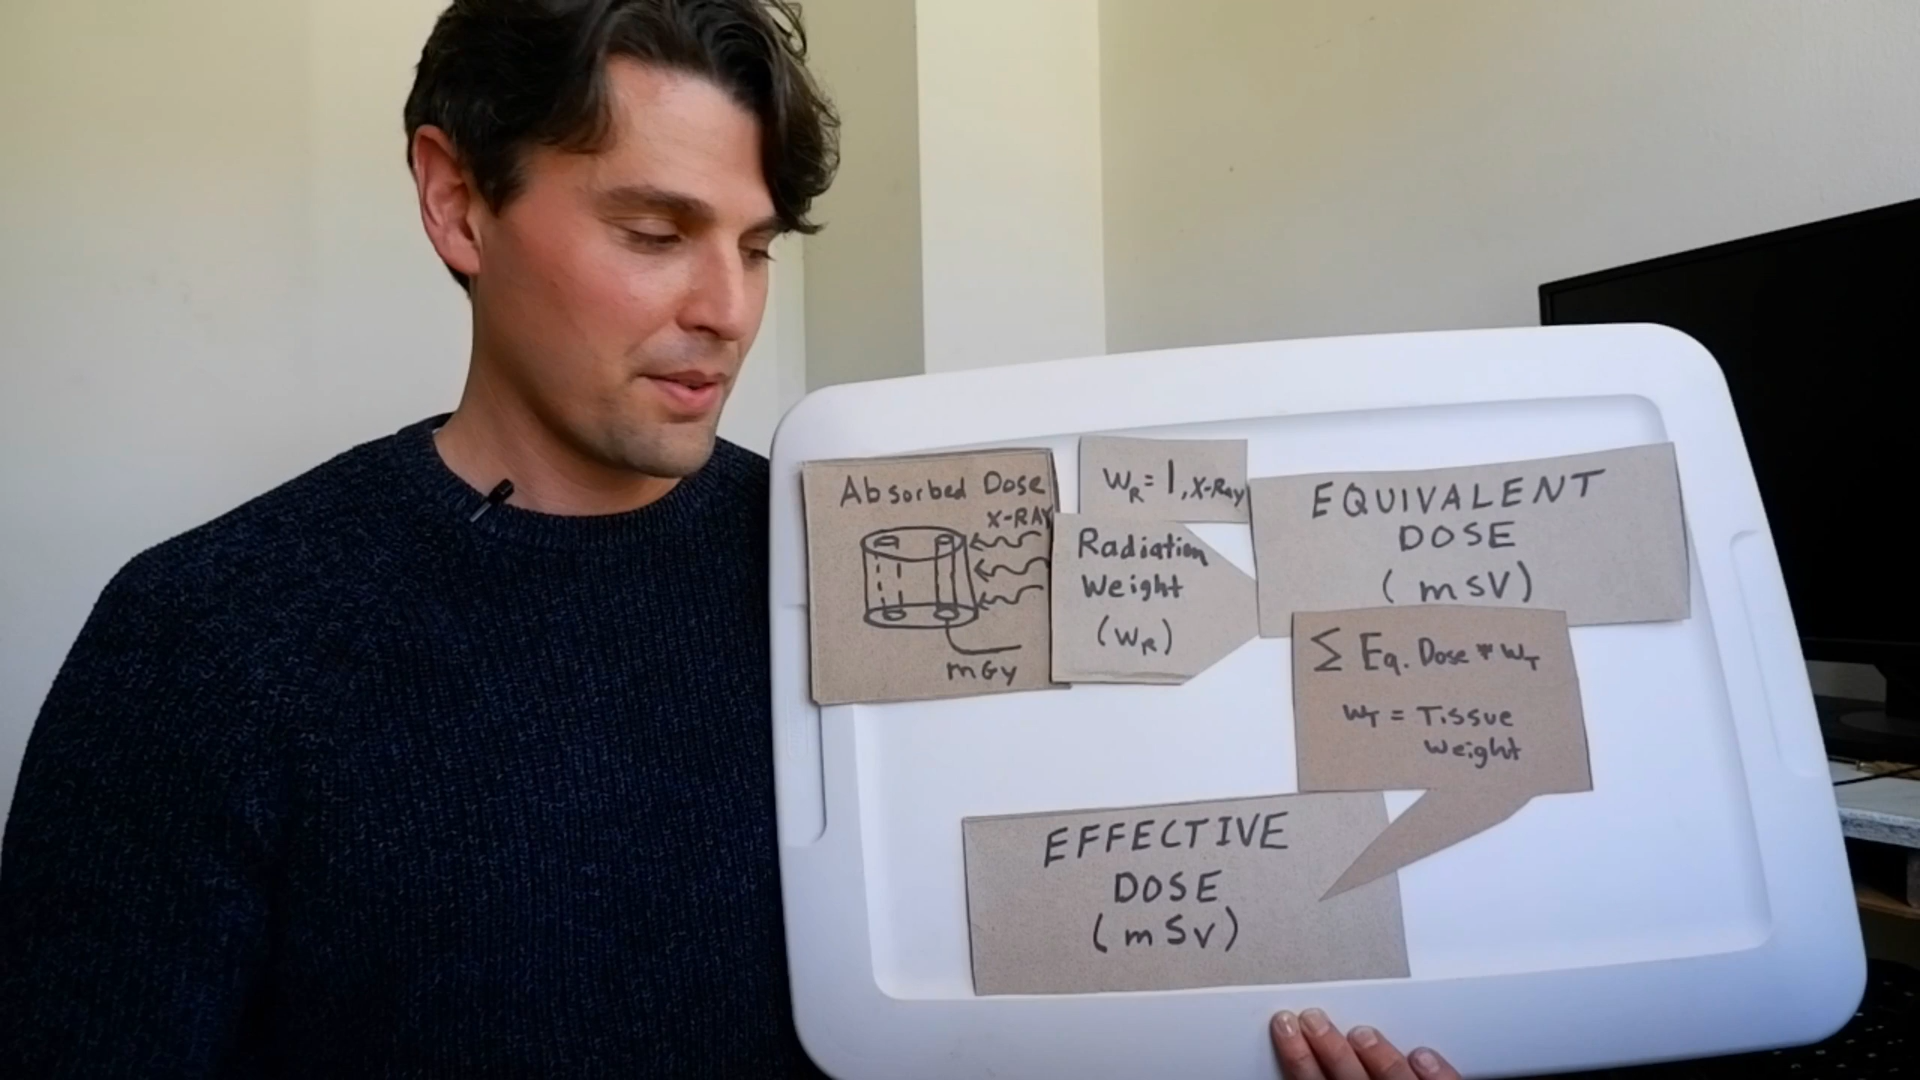 Absorbed Dose
X-RAY
mGy
W_R = 1, X-Ray
Radiation
Weight
(W_R)
EQUIVALENT
DOSE
(mSV)
Σ Eq. Dose * W_T
W_T = Tissue
Weight
EFFECTIVE
DOSE
(mSv)